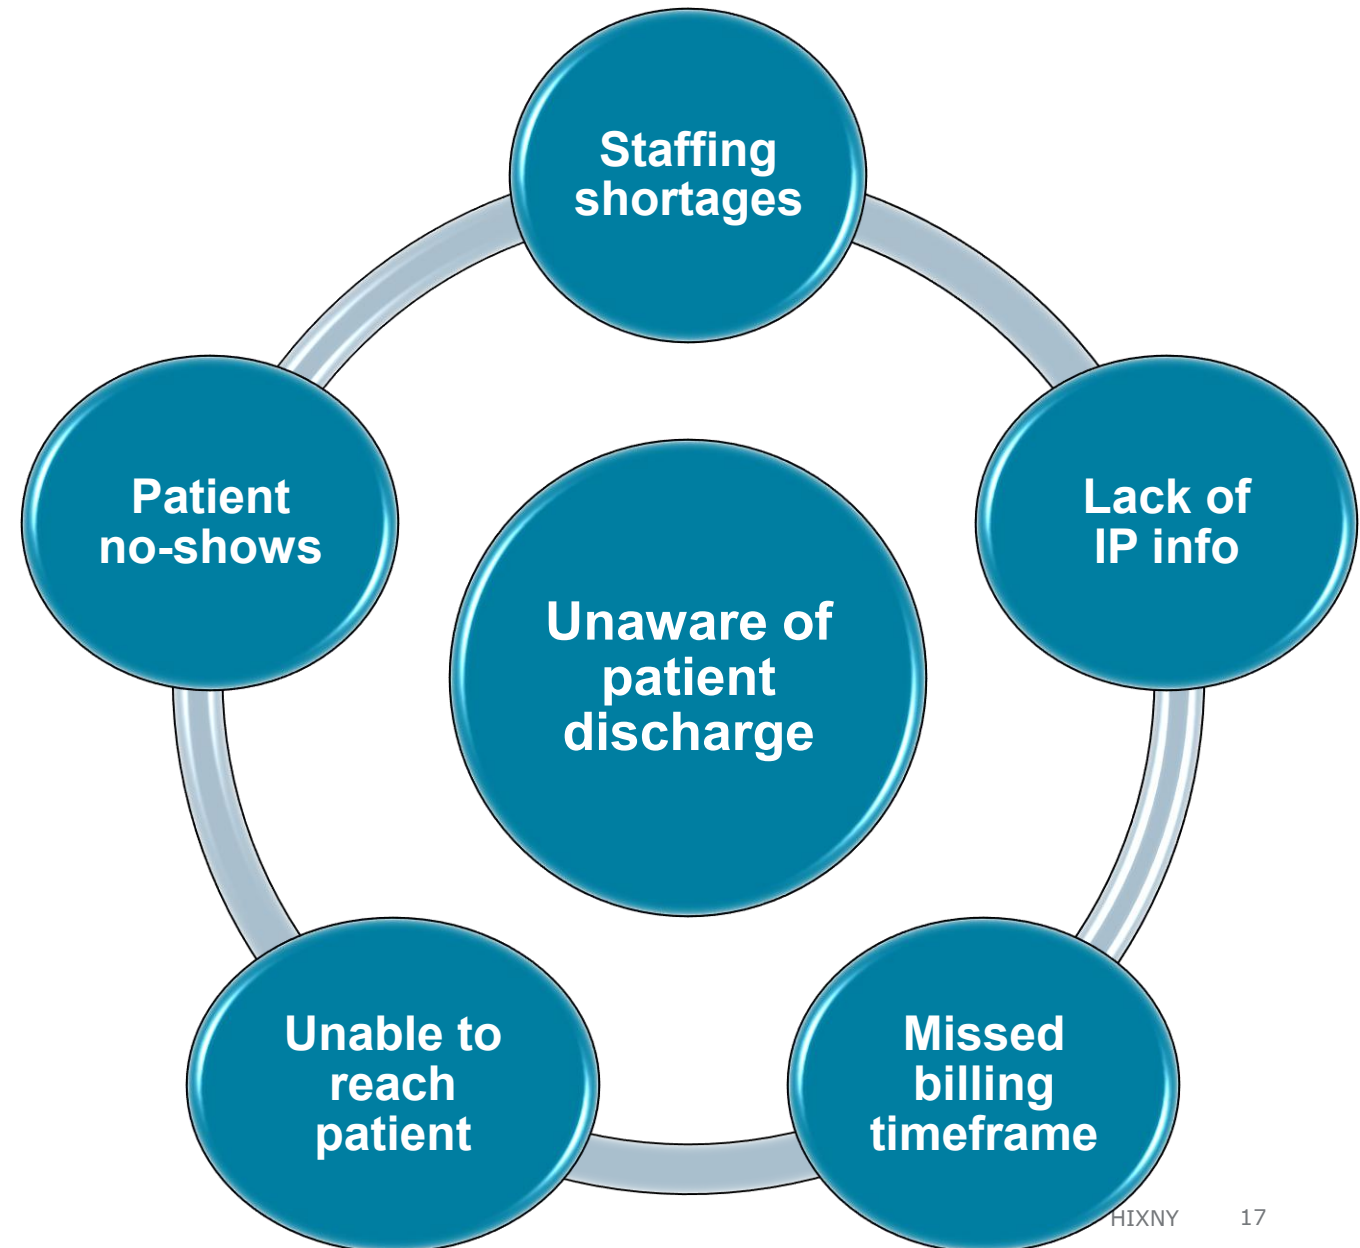 Staffing
shortages
Patient
no-shows
Lack of
IP info
Unaware of
patient
discharge
Unable to
reach
patient
Missed
billing
timeframe
HIXNY 17